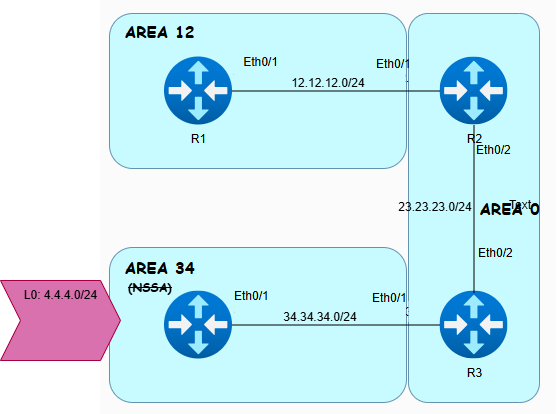 AREA 12
Eth0/1
Eth0/1
12.12.12.0/24
R1
R2
Eth0/2
23.23.23.0/24
AREA 0
Text
Eth0/2
AREA 34
(NSSA)
L0: 4.4.4.0/24
Eth0/1
Eth0/1
34.34.34.0/24
R3